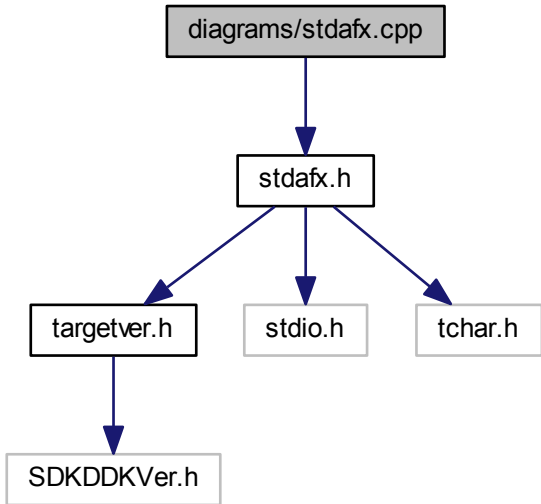 diagrams/stdafx.cpp
stdafx.h
targetver.h
stdio.h
tchar.h
SDKDDKVer.h